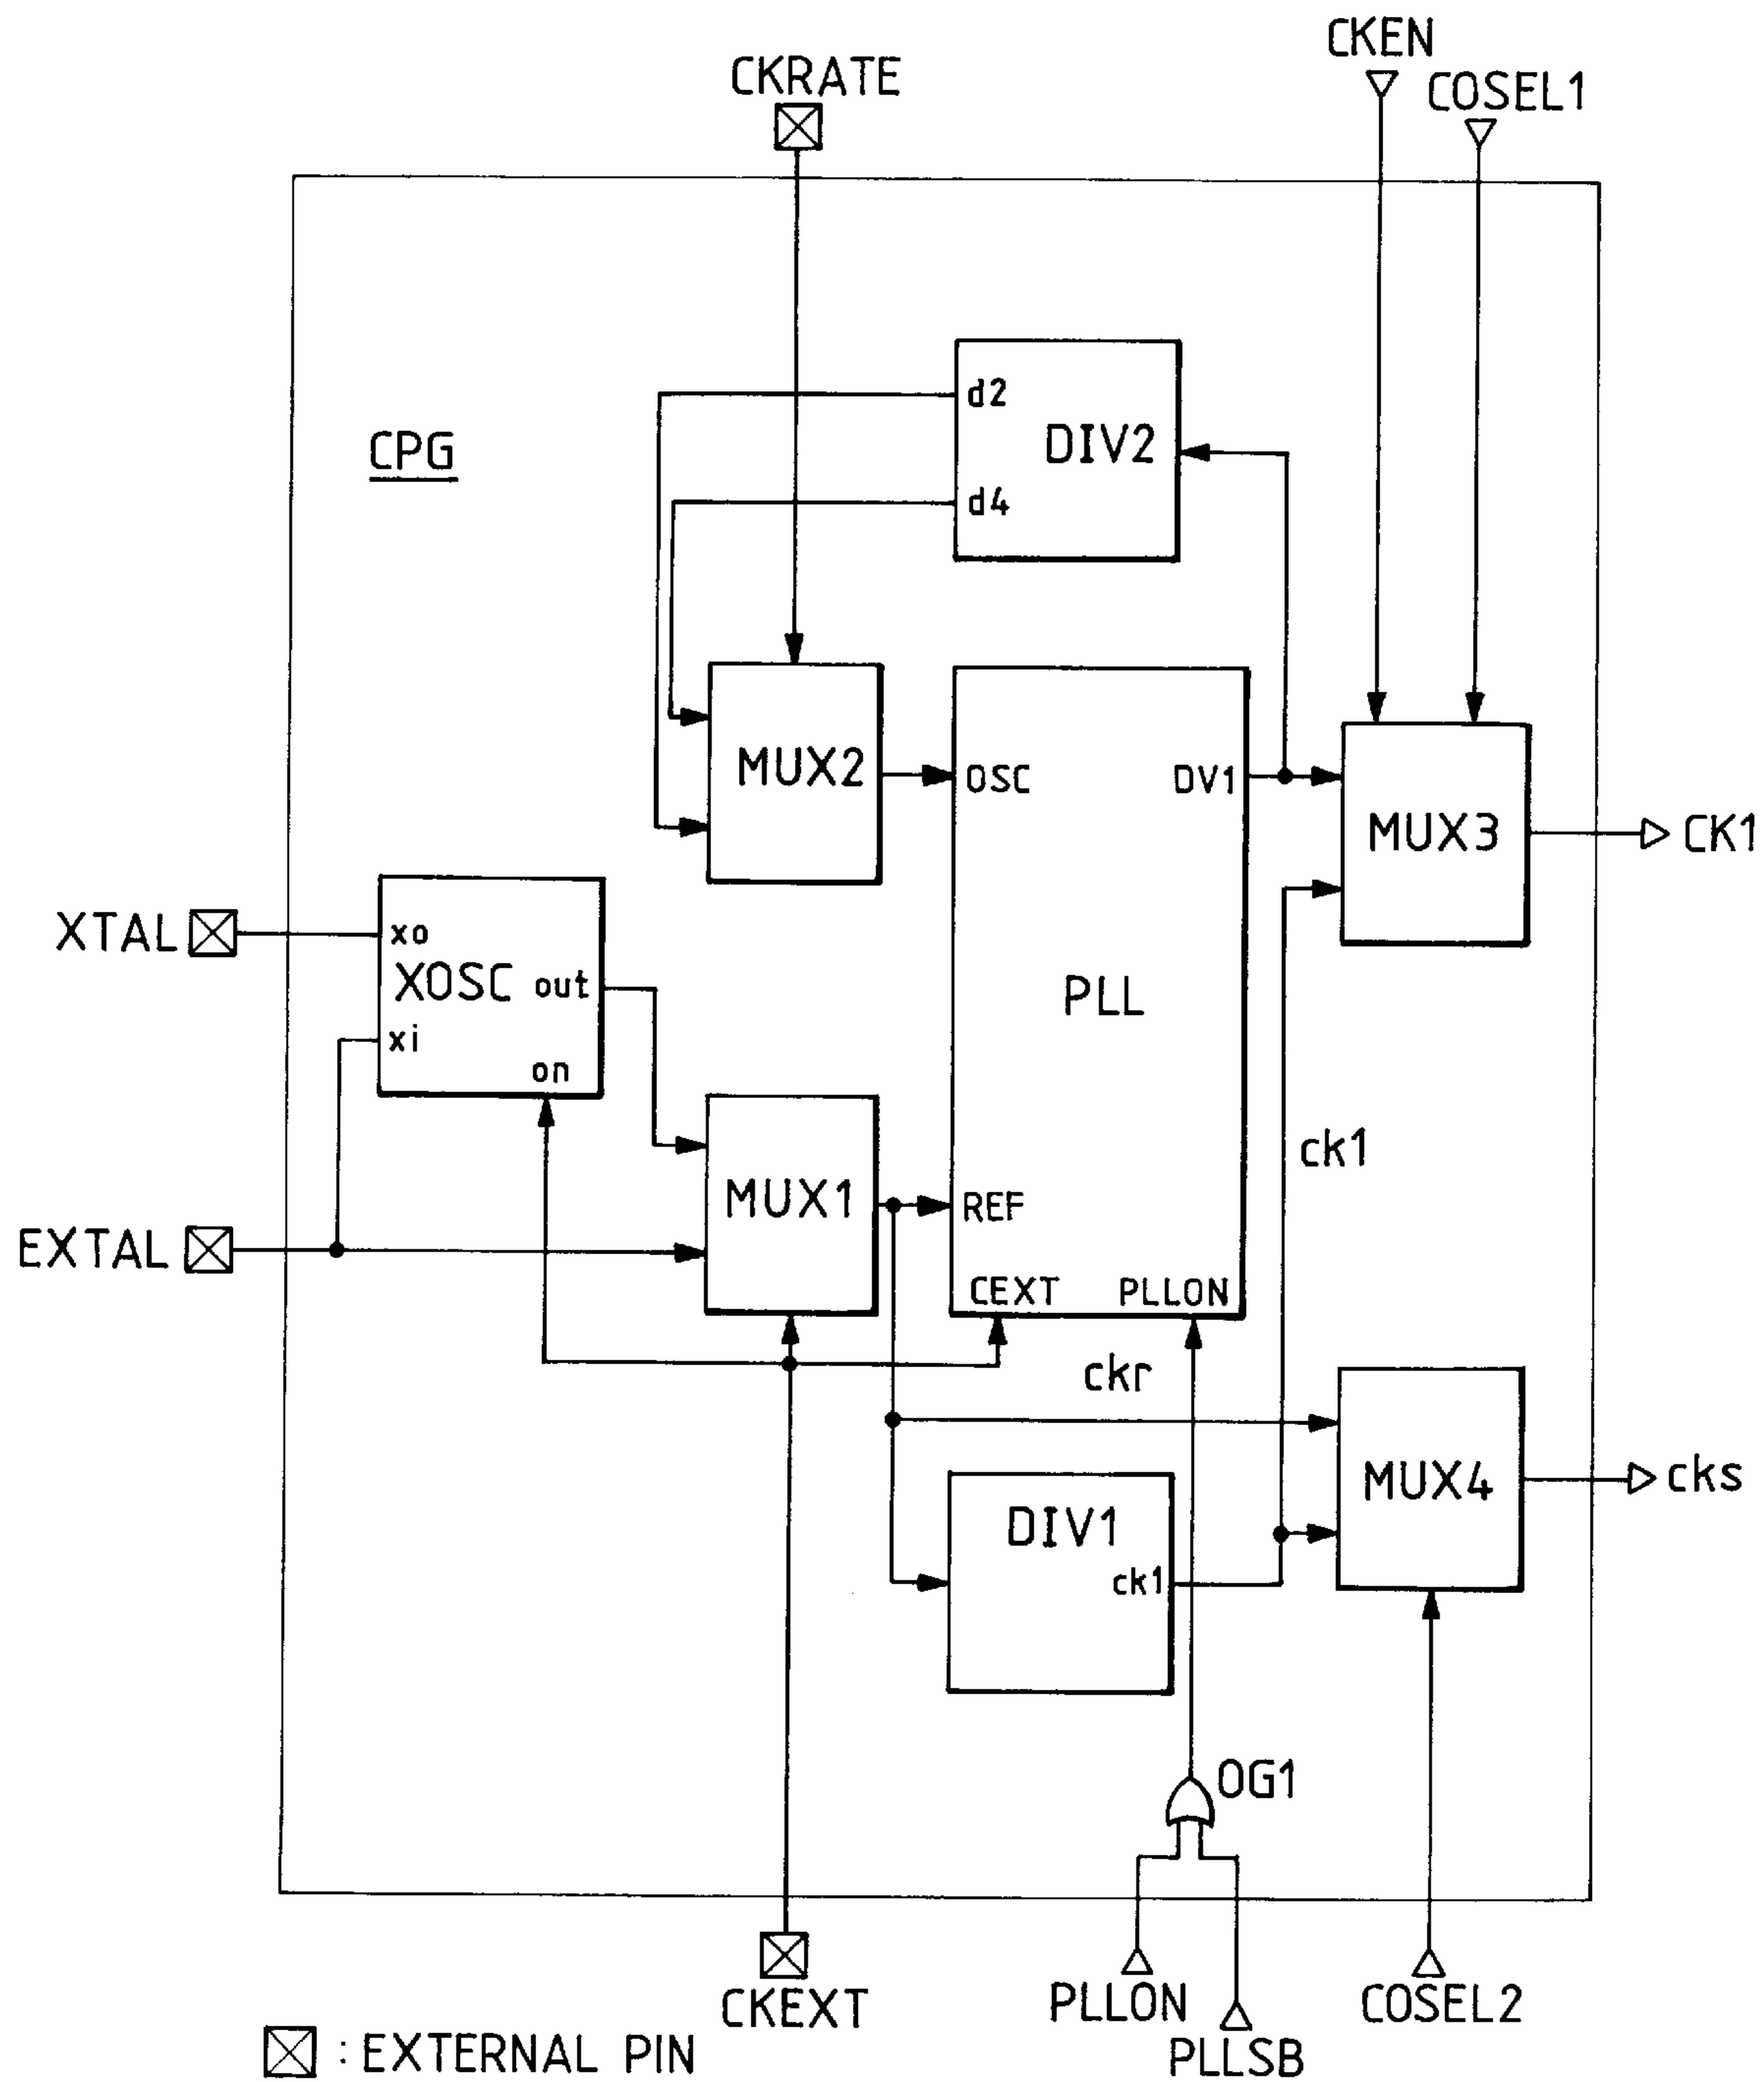 CKEN
CKRATE
COSEL1
d2
DIV2
CPG
d4
MUX2
OSC
DV1
MUX3
CK1
XTAL
xo
XOSC
out
PLL
xi
on
ck1
MUX1
REF
EXTAL
CEXT
PLLON
ckr
MUX4
cks
DIV1
ck1
OG1
CKEXT
PLLON
COSEL2
PLLSB
: EXTERNAL PIN